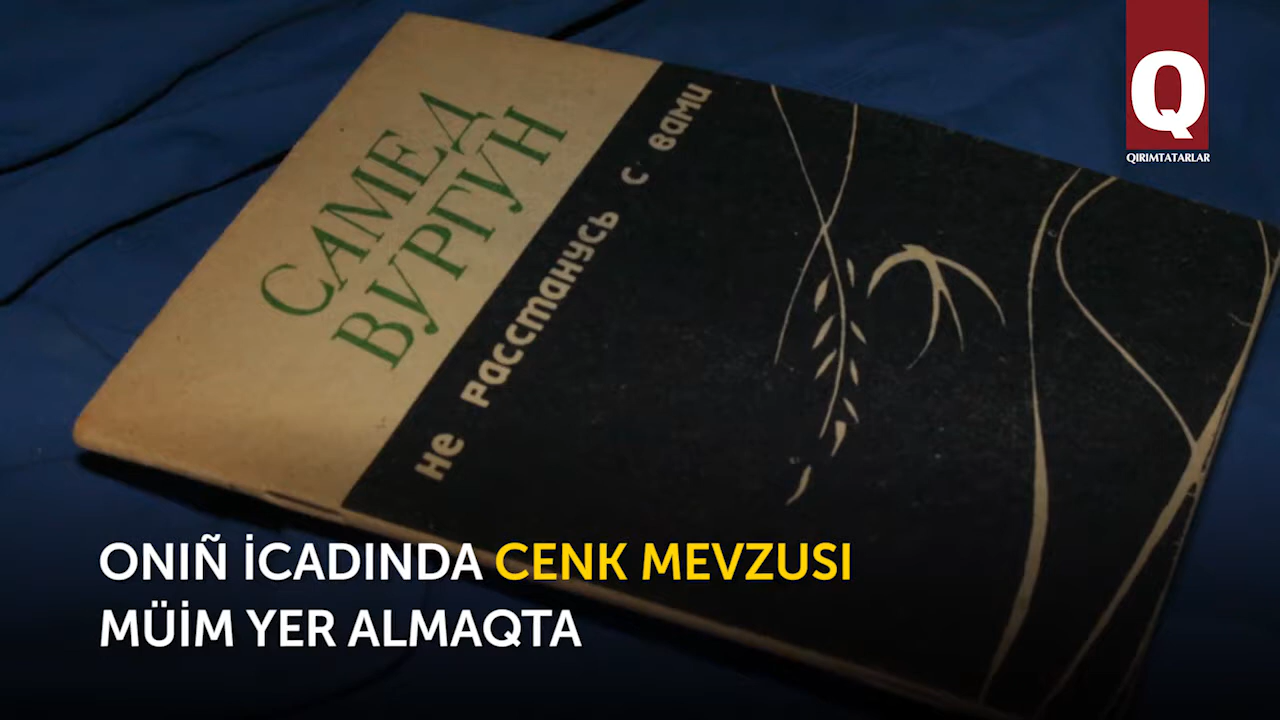 Q
QIRIMTATARLAR
САМЕД
ВУРГУН
не расстанусь с вами
ONIÑ İCADINDA CENK MEVZUSI
MÜİM YER ALMAQTA